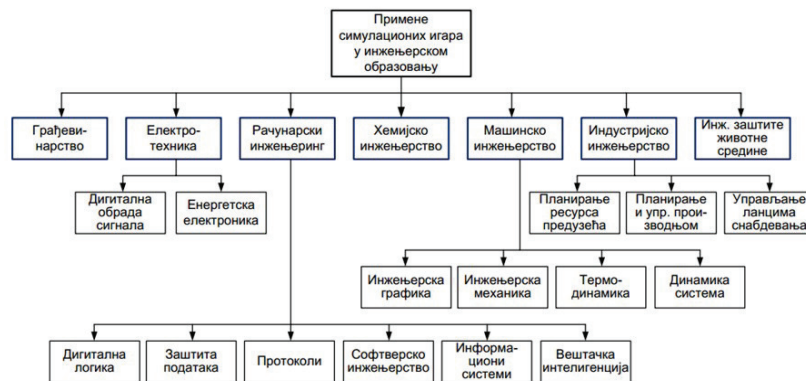 Примене
симулационих игара
у инжењерском
образовању
Грађеви-
нарство
Електро-
техника
Рачунарски
инжењеринг
Хемијско
инжењерство
Машинско
инжењерство
Индустријско
инжењерство
Инж. заштите
животне
средине
Дигитална
обрада
сигнала
Енергетска
електроника
Планирање
ресурса
предузећа
Планирање
и упр. прои-
зводњом
Управљање
ланцима
снабдевања
Инжењерска
графика
Инжењерска
механика
Термо-
динамика
Динамика
система
Дигитална
логика
Заштита
података
Протоколи
Софтверско
инжењерство
Информа-
циони
системи
Вештачка
интелигенција